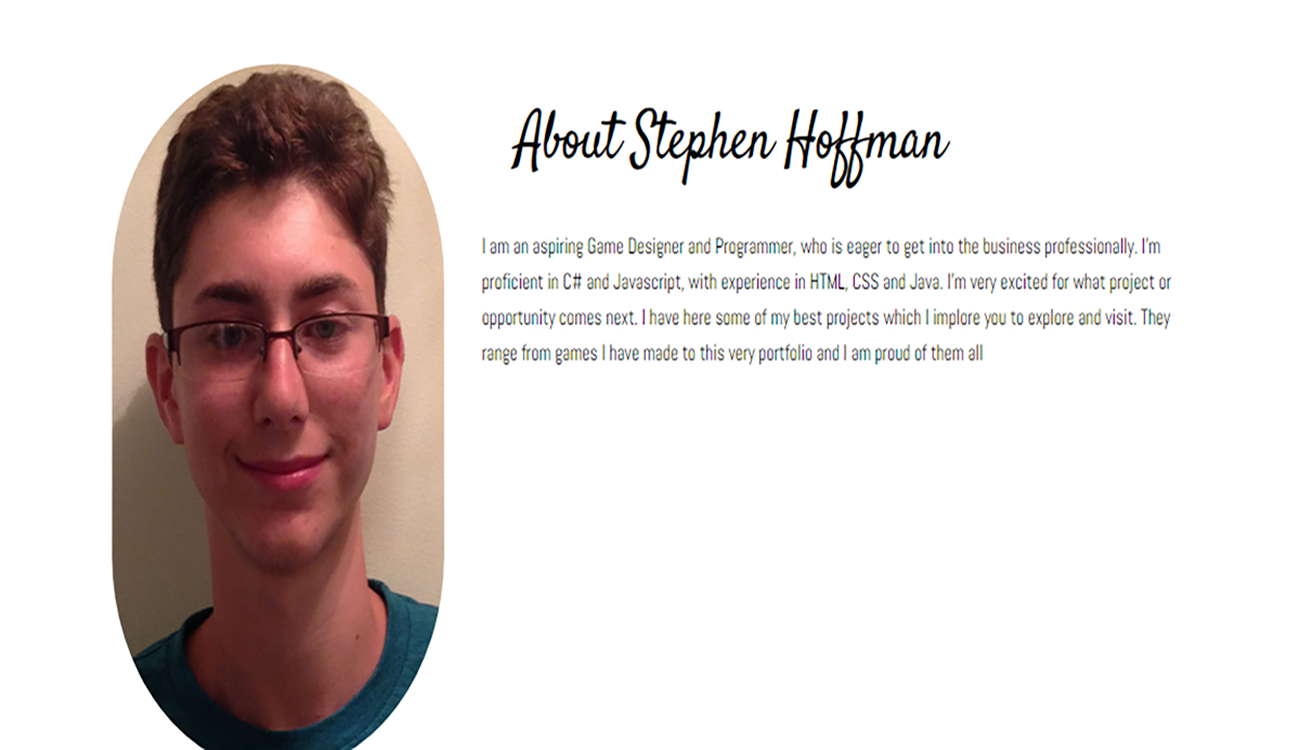 About Stephen Hoffman
I am an aspiring Game Designer and Programmer, who is eager to get into the business professionally. I'm
proficient in C# and Javascript, with experience in HTML, CSS and Java. I'm very excited for what project or
opportunity comes next. I have here some of my best projects which I implore you to explore and visit. They
range from games I have made to this very portfolio and I am proud of them all